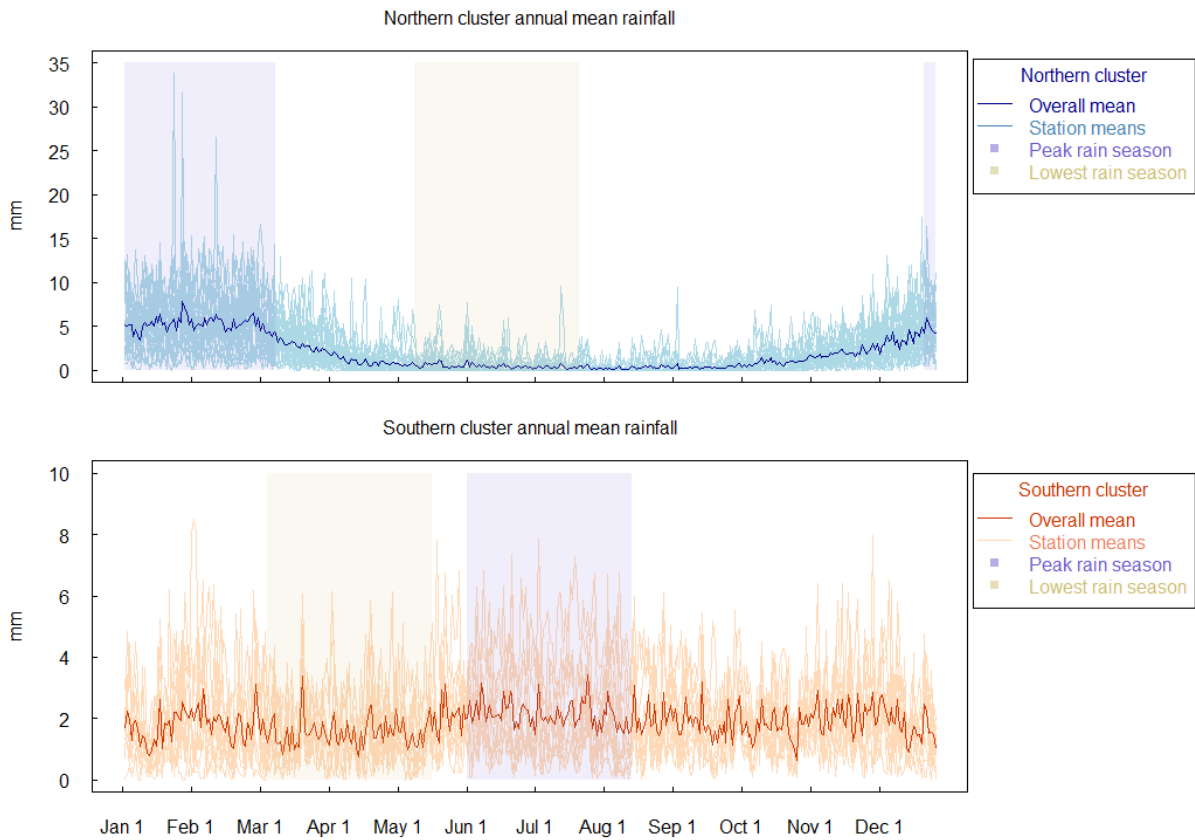 Northern cluster annual mean rainfall
35
30
25
20
15
10
5
0
mm
Northern cluster
Overall mean
Station means
Peak rain season
Lowest rain season
Southern cluster annual mean rainfall
10
8
6
4
2
0
mm
Southern cluster
Overall mean
Station means
Peak rain season
Lowest rain season
Jan 1 Feb 1 Mar 1 Apr 1 May 1 Jun 1 Jul 1 Aug 1 Sep 1 Oct 1 Nov 1 Dec 1